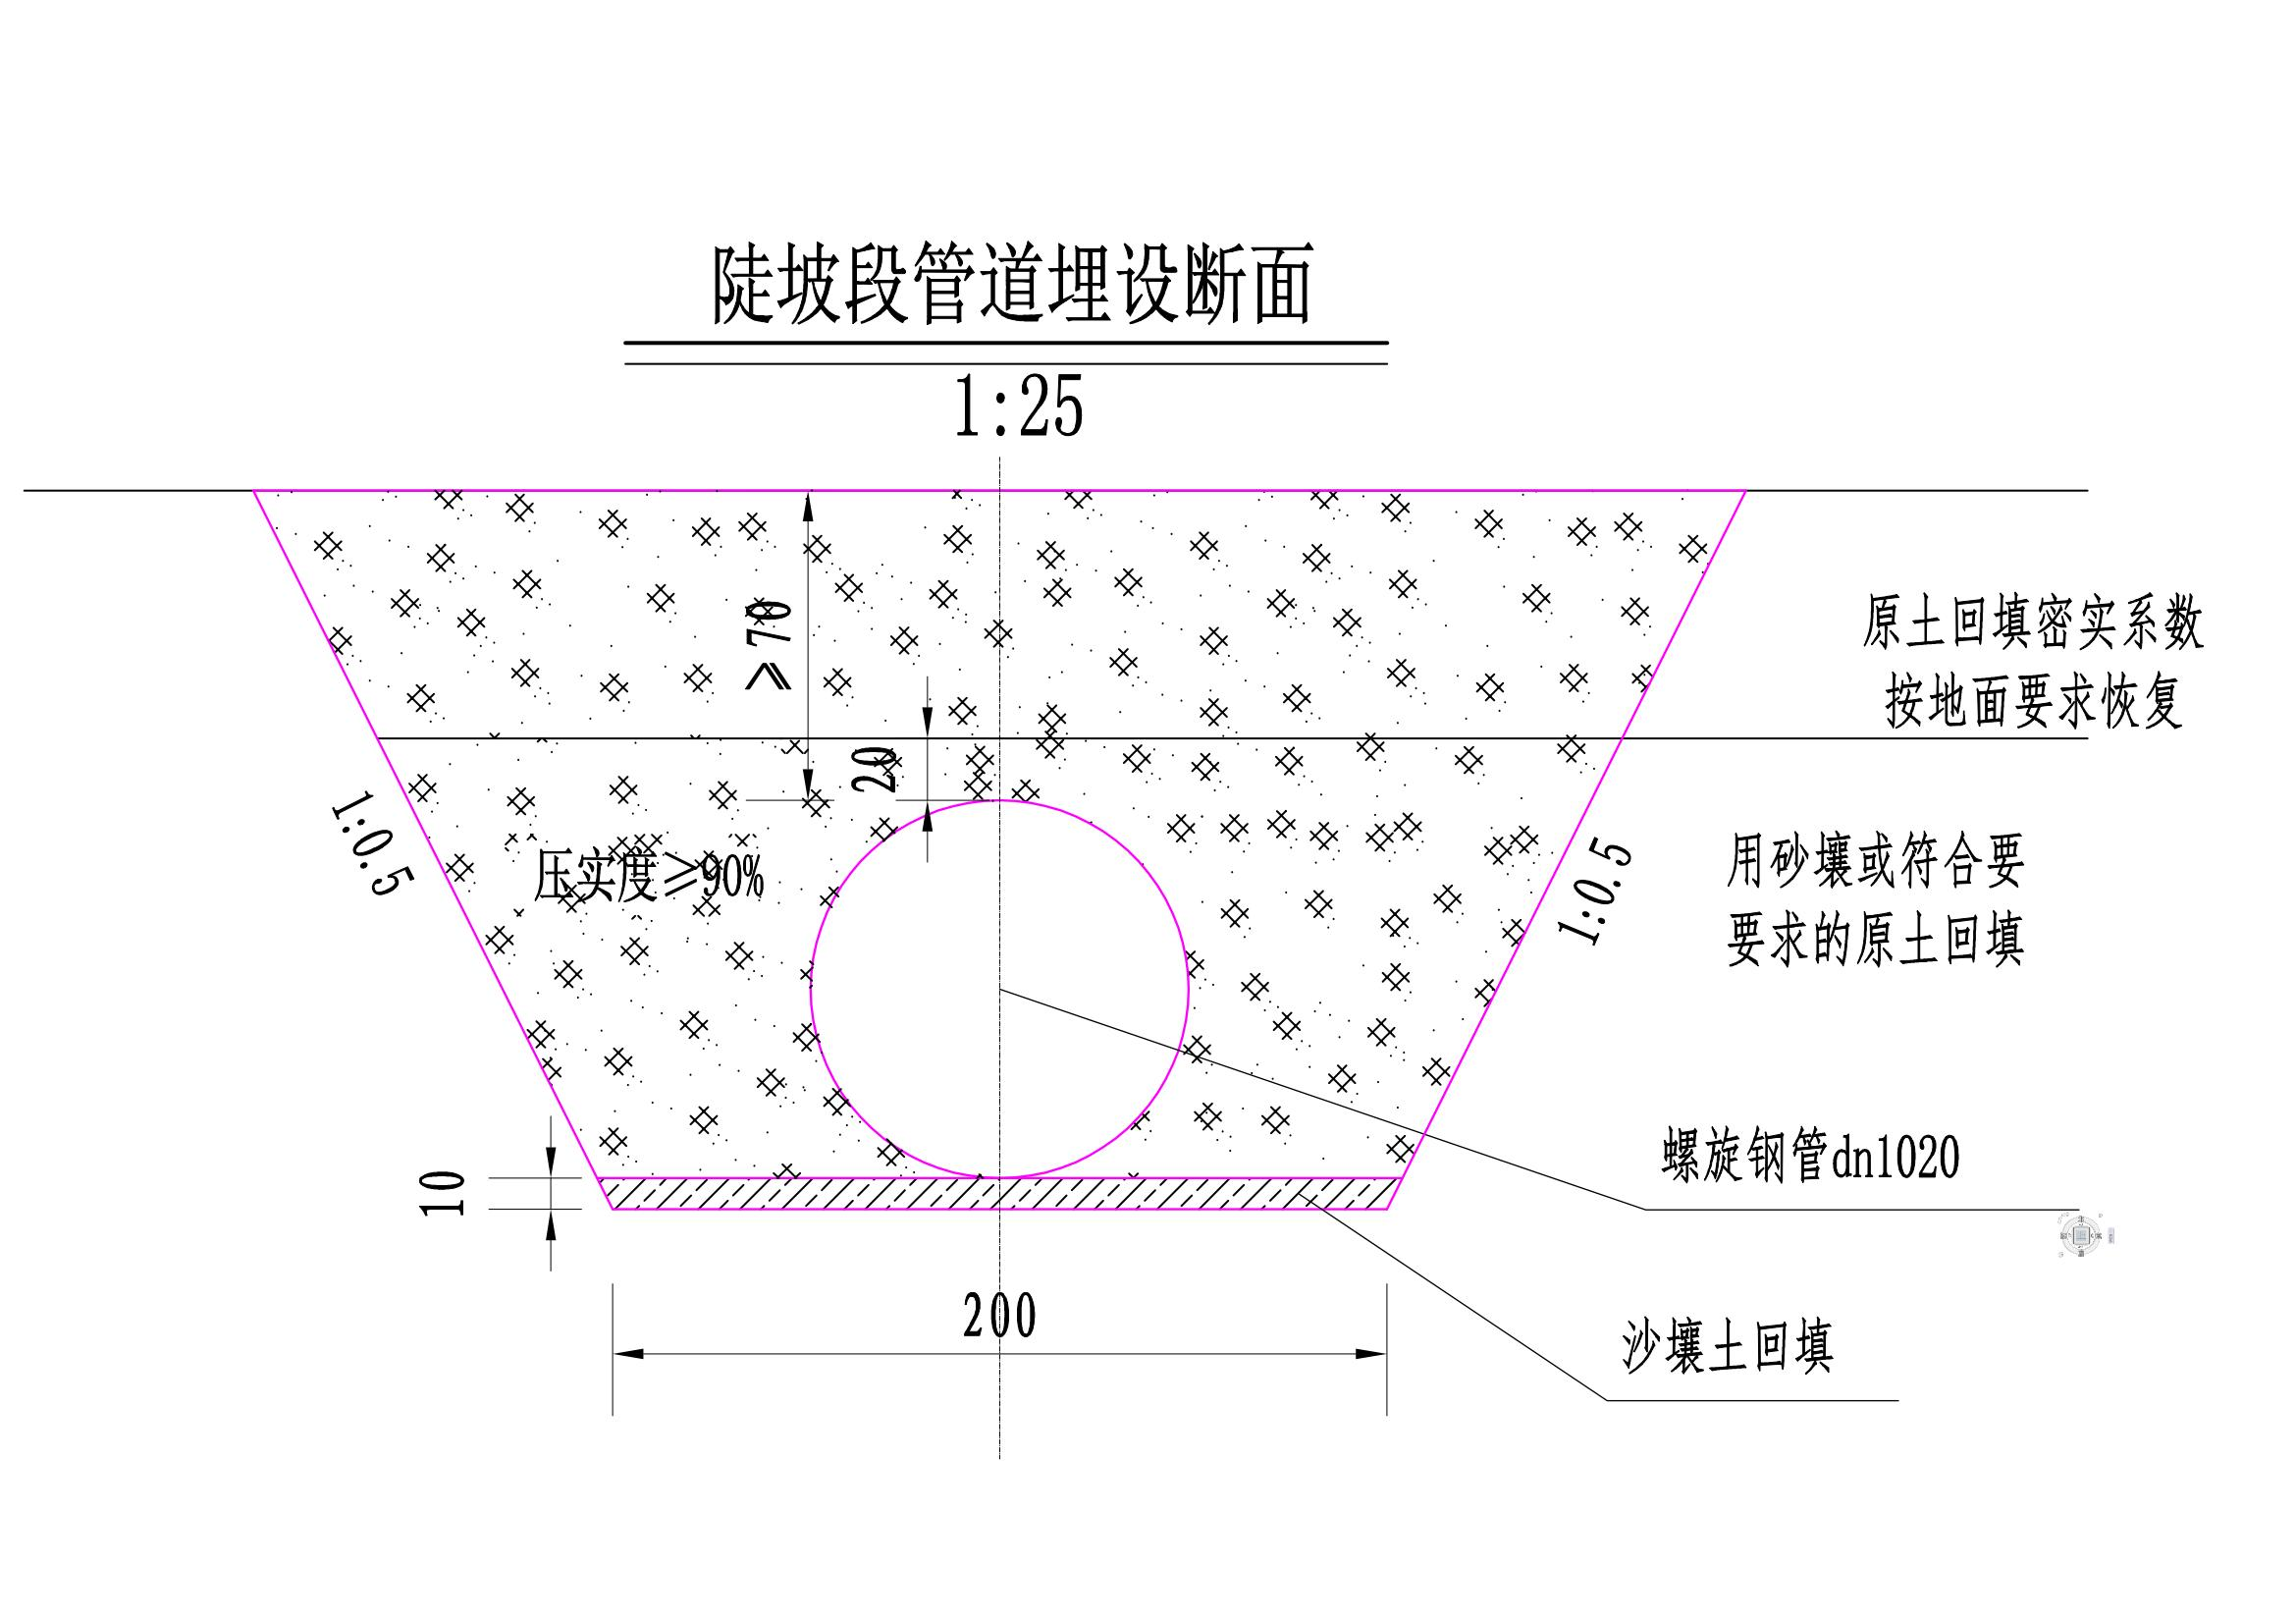 陡坡段管道埋设断面
1:25
≥70
原土回填密实系数
按地面要求恢复
20
1:0.5
压实度≥90%
1:0.5
用砂壤或符合要
要求的原土回填
螺旋钢管dn1020
10
200
沙壤土回填